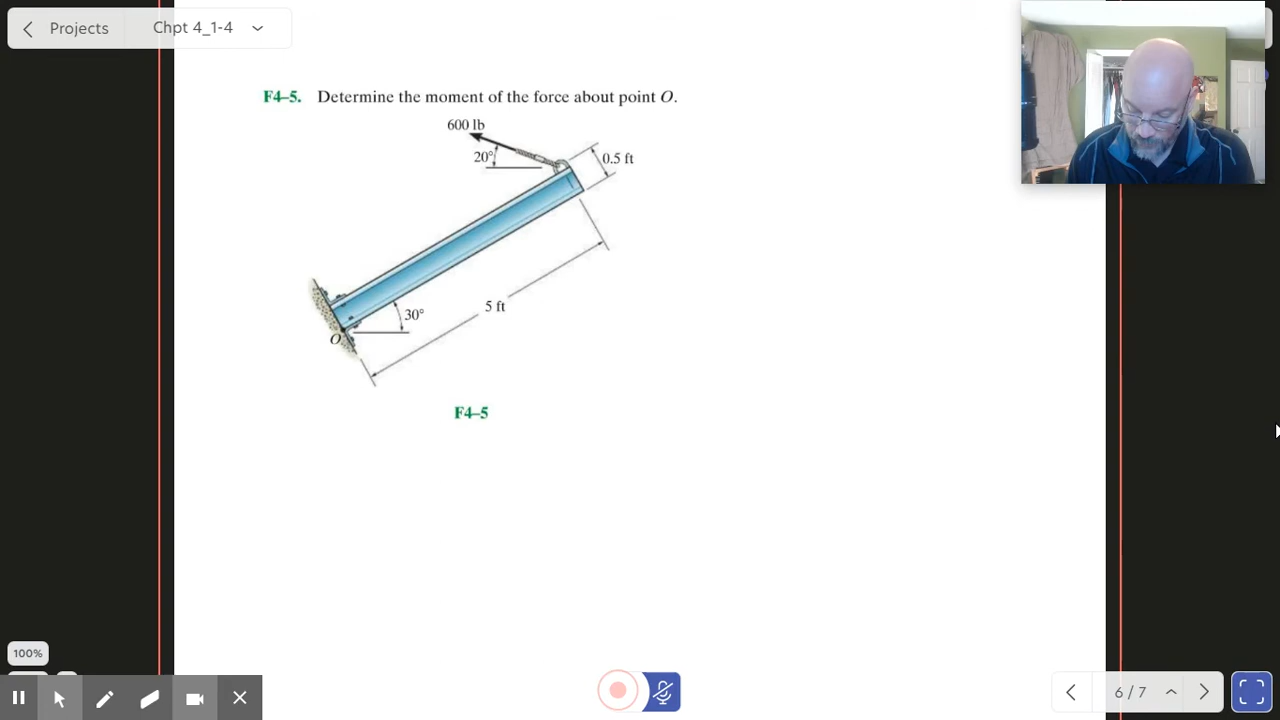 Projects
Chpt 4_1-4
F4–5. Determine the moment of the force about point O.
600 lb
20°
0.5 ft
30°
5 ft
O
F4–5
100%
6 / 7